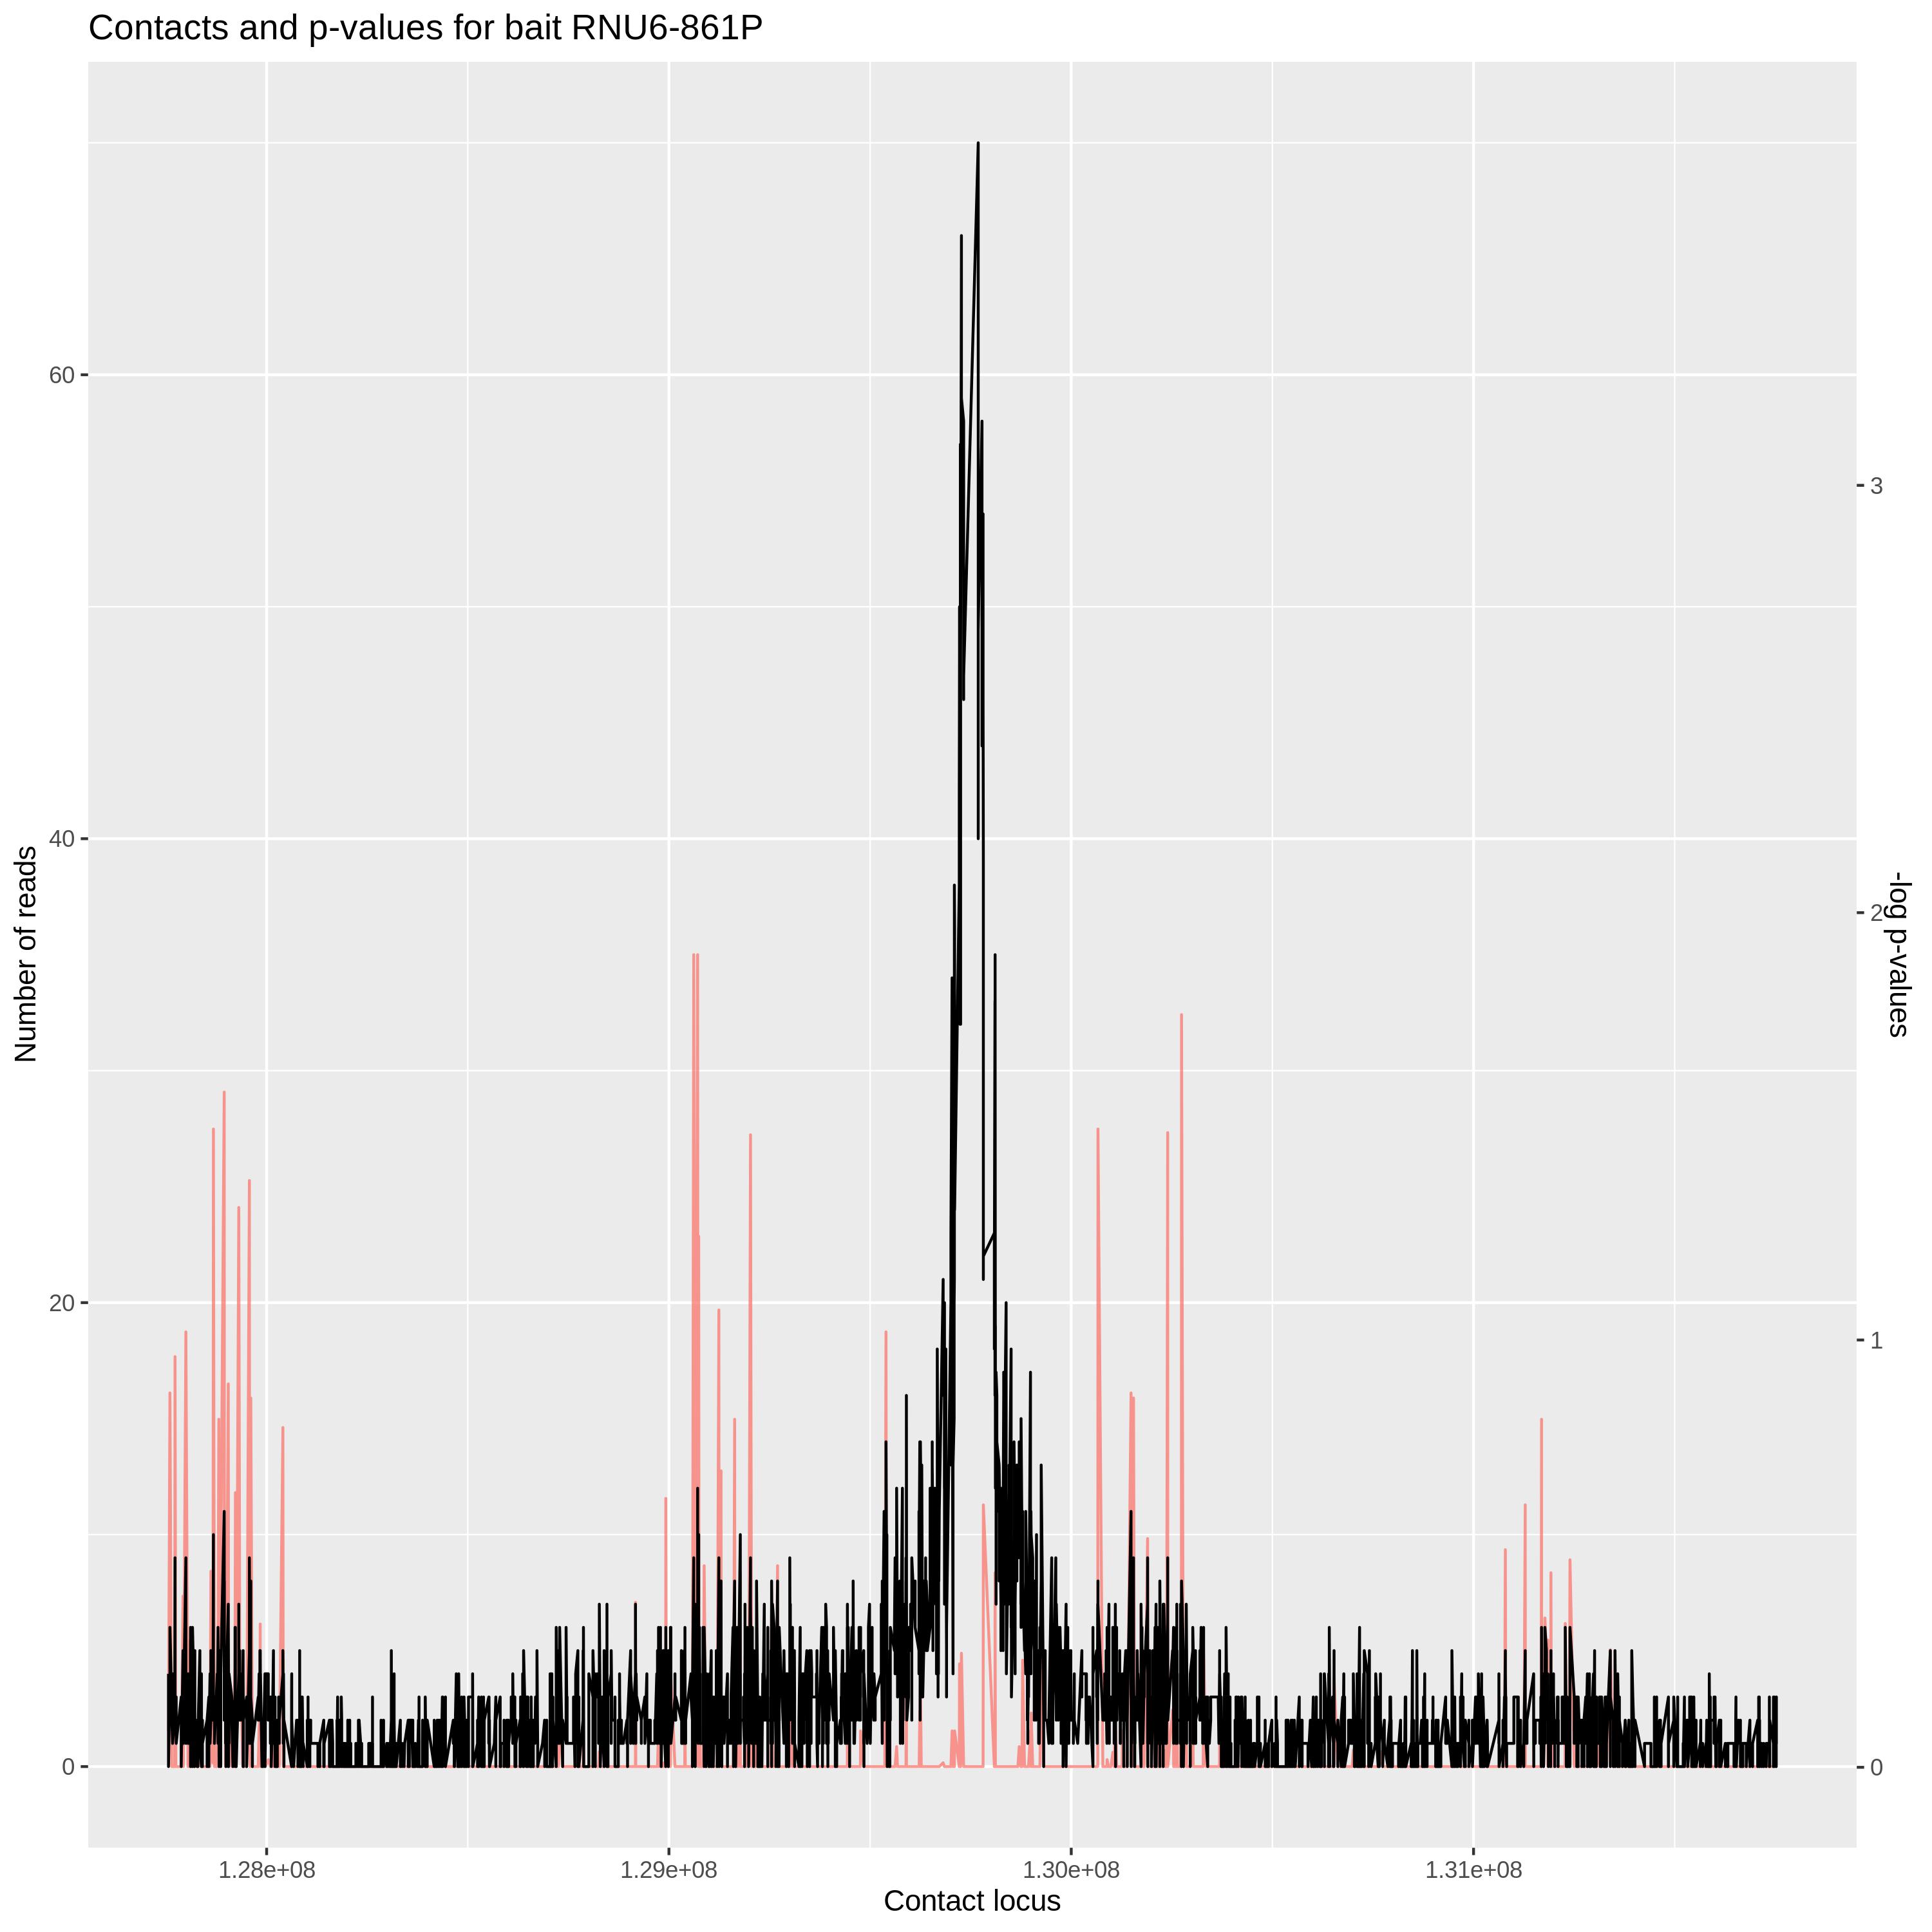 Contacts and p-values for bait RNU6-861P
60
40
20
0
Number of reads
3
2
1
0
-log p-values
1.28e+08
1.29e+08
1.30e+08
1.31e+08
Contact locus